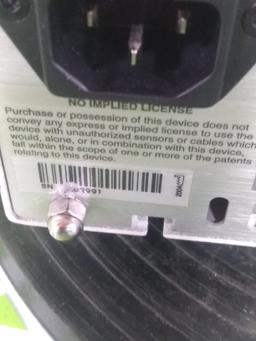 NO IMPLIED LICENSE
Purchase or possession of this device does not
convey any express or implied license to use the
device with unauthorized sensors or cables which
would, alone, or in combination with this device,
fall within the scope of one or more of the patents
relating to this device.
SN